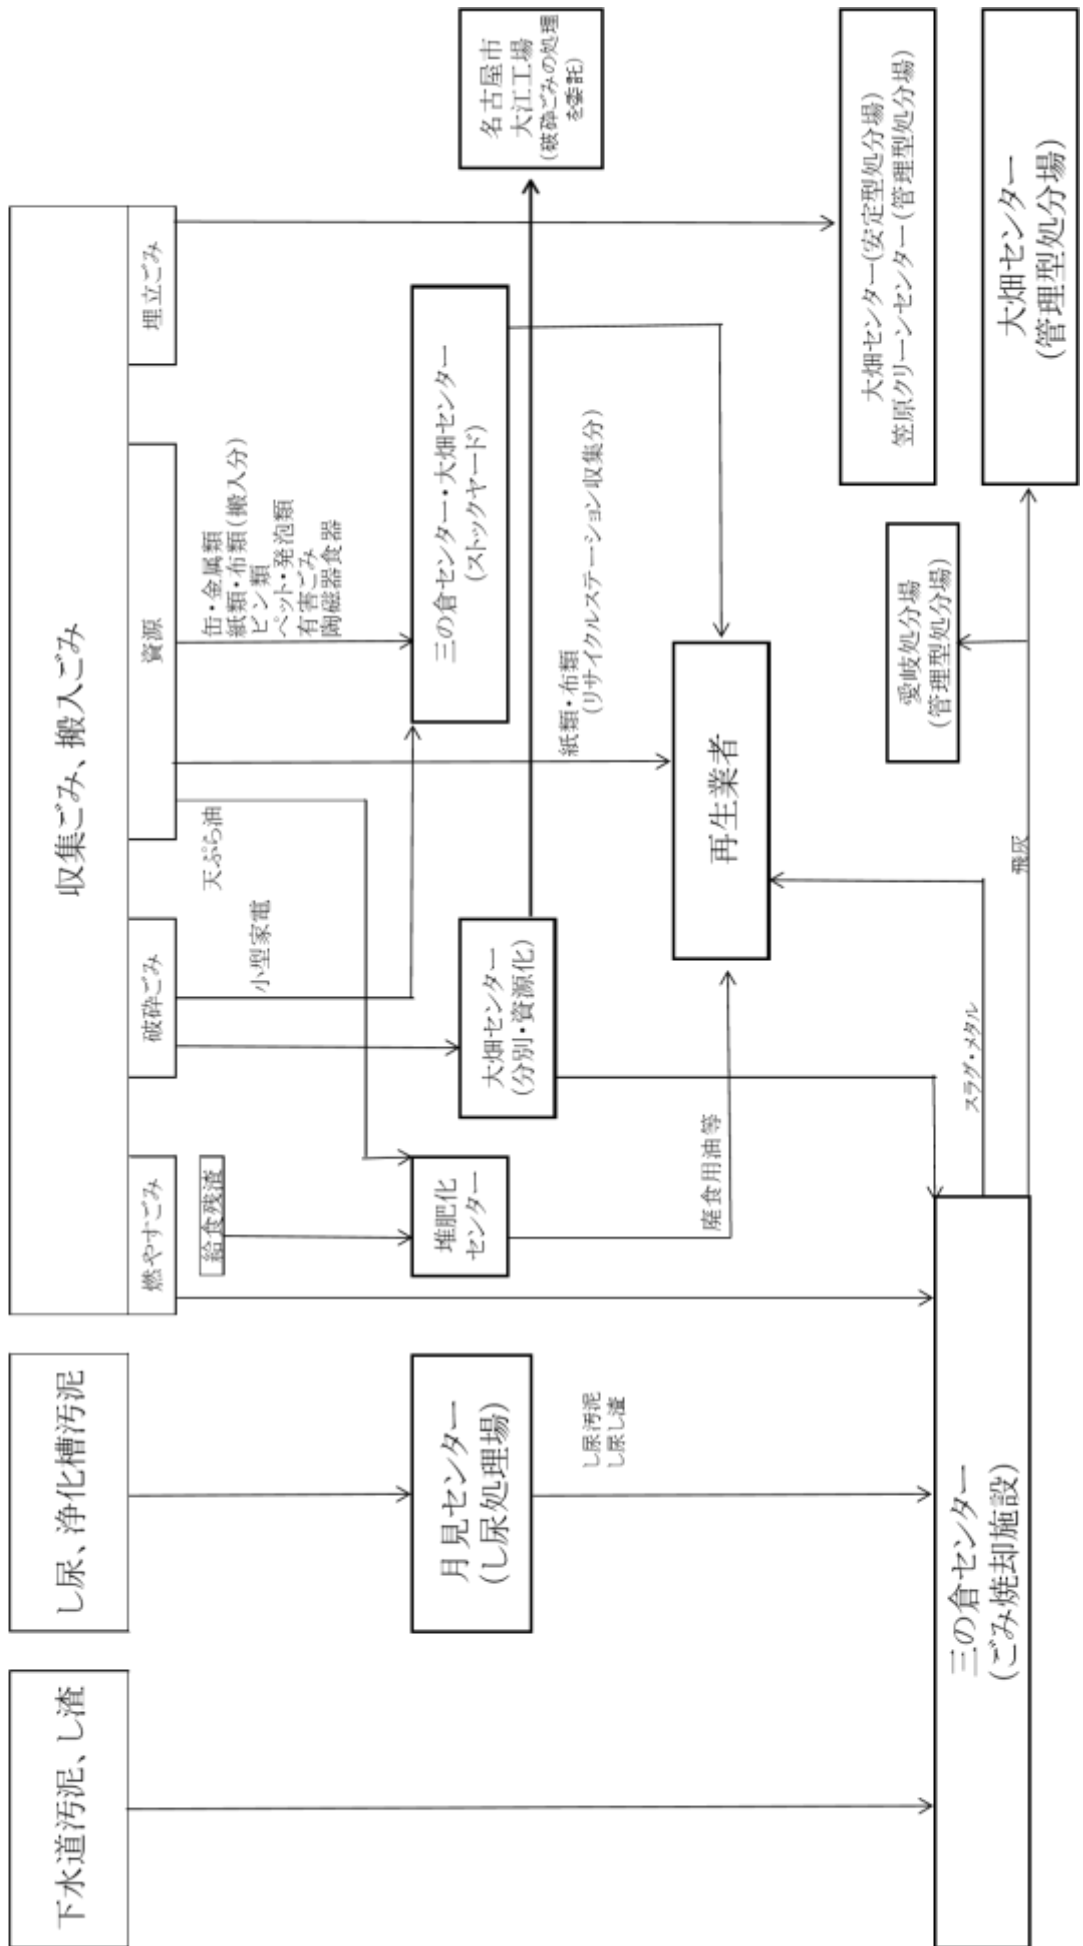 下水道汚泥、し渣
し尿、浄化槽汚泥
収集ごみ、搬入ごみ
燃やすごみ
破砕ごみ
資源
埋立ごみ
給食残渣
小型家電
天ぷら油
缶・金属類
紙類・布類(搬入分)
ビン類
ペット・発泡類
有害ごみ
陶磁器食器
月見センター
(し尿処理場)
堆肥化
センター
大畑センター
(分別・資源化)
三の倉センター・大畑センター
(ストックヤード)
名古屋市
大江工場
(破砕ごみの処理
を委託)
し尿汚泥
し尿し渣
紙類・布類
(リサイクルステーション収集分)
廃食用油等
再生業者
大畑センター(安定型処分場)
笠原クリーンセンター(管理型処分場)
愛岐処分場
(管理型処分場)
三の倉センター
(ごみ焼却施設)
スラグ・メタル
飛灰
大畑センター
(管理型処分場)